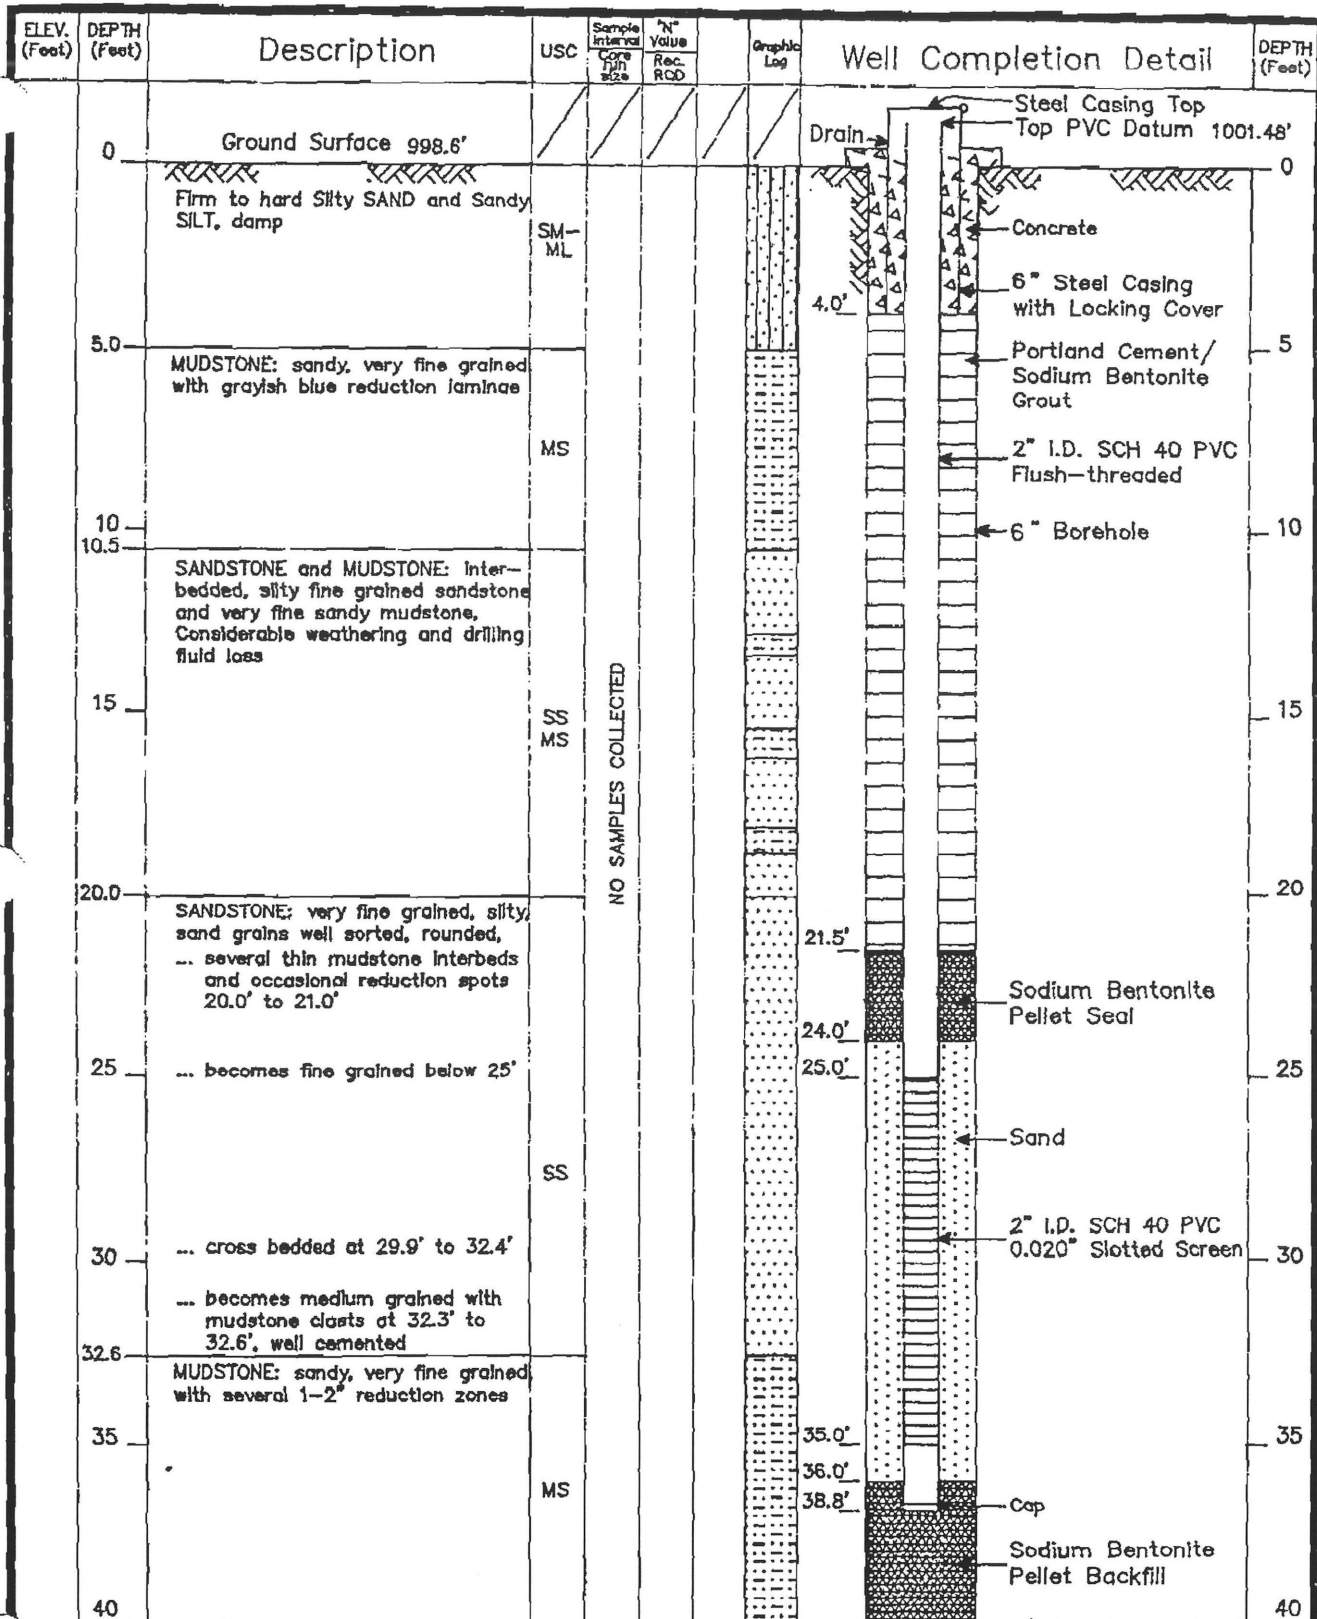 ELEV. (Feet)
DEPTH (Feet)
Description
USC
Sample Interval
Core run size
"N" Value
Rec. RQD
Graphic Log
Well Completion Detail
DEPTH (Feet)
Ground Surface 998.6'
0
Firm to hard Silty SAND and Sandy
SILT, damp
SM-
ML
5.0
MUDSTONE: sandy, very fine grained
with grayish blue reduction laminae
MS
10
10.5
SANDSTONE and MUDSTONE: Inter-
bedded, silty fine grained sandstone
and very fine sandy mudstone,
Considerable weathering and drilling
fluid loss
15
SS
MS
NO SAMPLES COLLECTED
20.0
SANDSTONE: very fine grained, silty,
sand grains well sorted, rounded,
... several thin mudstone interbeds
and occasional reduction spots
20.0' to 21.0'
25
... becomes fine grained below 25'
SS
30
... cross bedded at 29.9' to 32.4'
... becomes medium grained with
mudstone clasts at 32.3' to
32.6', well cemented
32.6
MUDSTONE: sandy, very fine grained,
with several 1-2" reduction zones
35
MS
40
Steel Casing Top
Top PVC Datum 1001.48'
Drain
0
Concrete
6" Steel Casing
with Locking Cover
4.0'
Portland Cement/
Sodium Bentonite
Grout
5
2" I.D. SCH 40 PVC
Flush-threaded
6" Borehole
10
15
20
21.5'
Sodium Bentonite
Pellet Seal
24.0'
25.0'
25
Sand
2" I.D. SCH 40 PVC
0.020" Slotted Screen
30
35.0'
35
36.0'
38.8'
Cap
Sodium Bentonite
Pellet Backfill
40